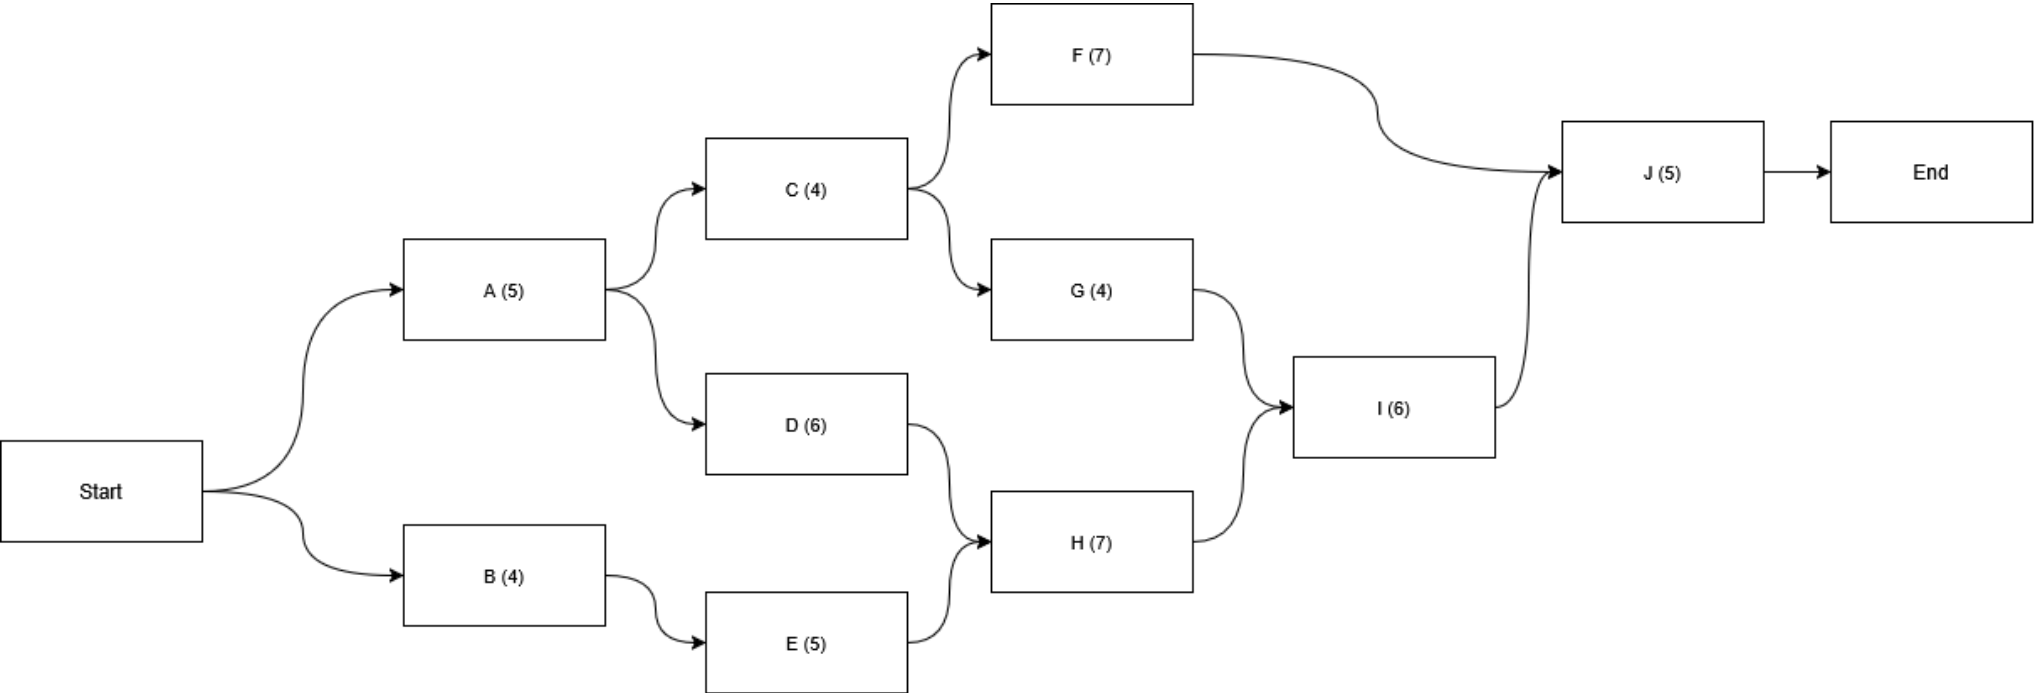 F (7)
C (4)
J (5)
End
A (5)
G (4)
I (6)
D (6)
Start
H (7)
B (4)
E (5)